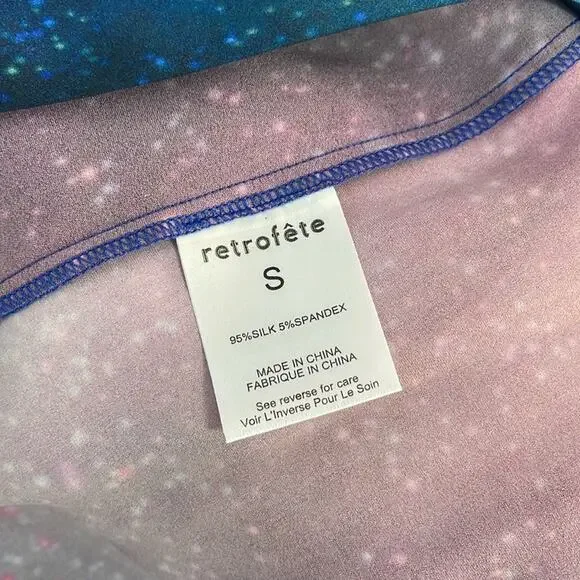 retrofête
S
95%SILK 5%SPANDEX
MADE IN CHINA
FABRIQUE IN CHINA
See reverse for care
Voir L'Inverse Pour Le Soin